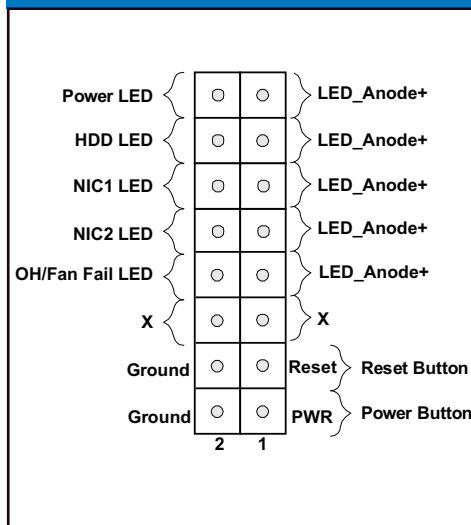 Power LED LED_Anode+
HDD LED LED_Anode+
NIC1 LED LED_Anode+
NIC2 LED LED_Anode+
OH/Fan Fail LED LED_Anode+
X X
Ground Reset Reset Button
Ground PWR Power Button
2 1